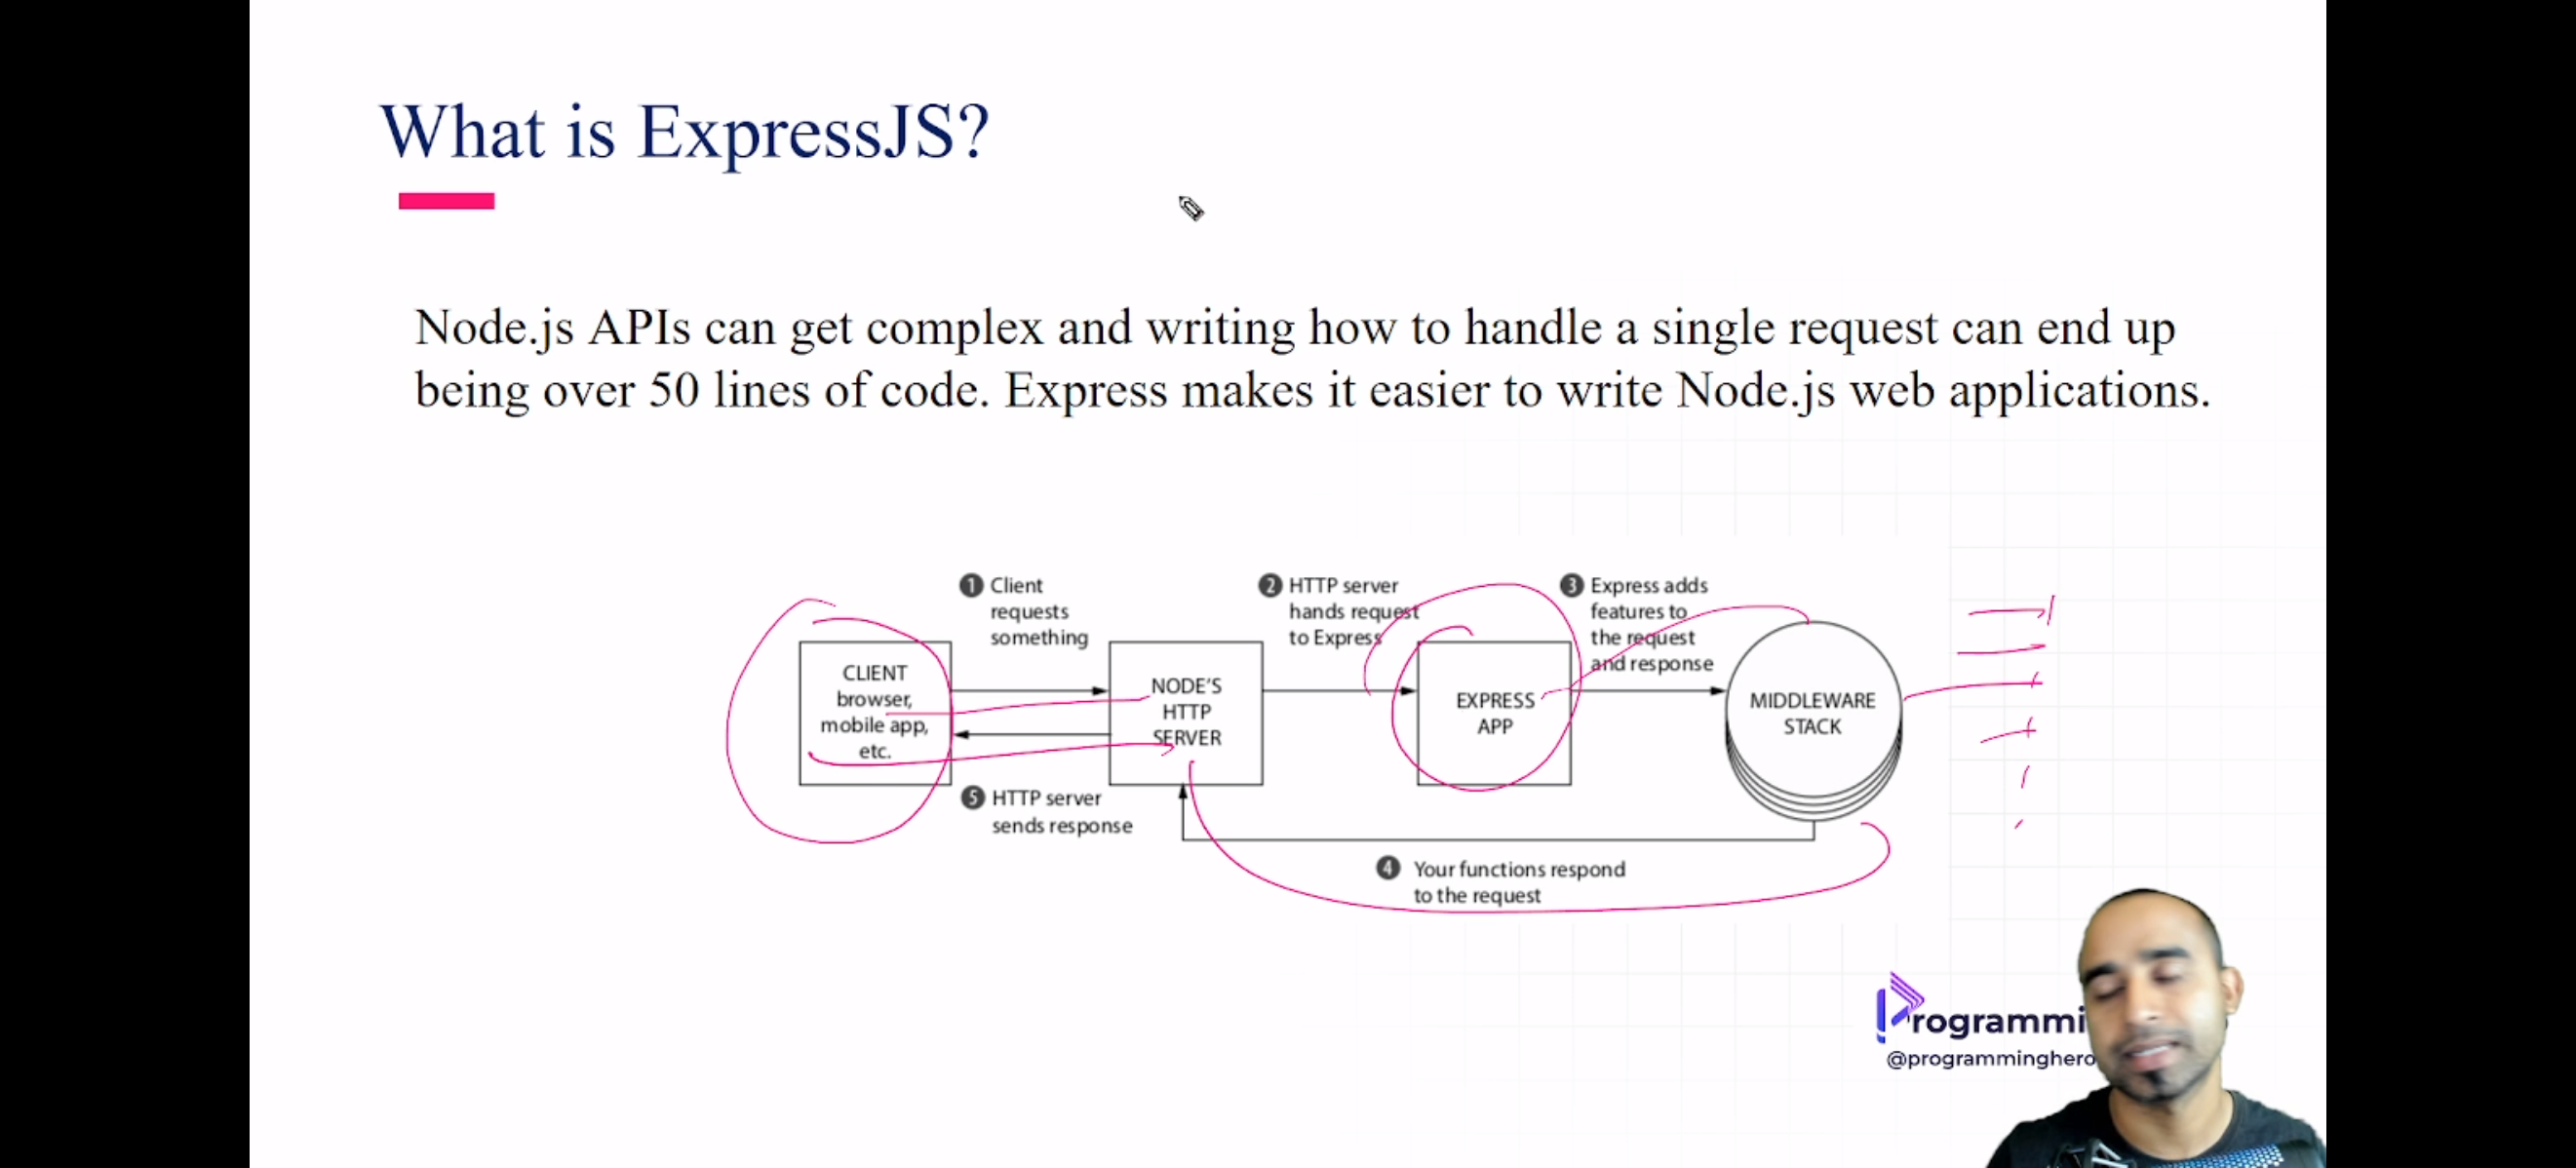 What is ExpressJS?
Node.js APIs can get complex and writing how to handle a single request can end up
being over 50 lines of code. Express makes it easier to write Node.js web applications.
1 Client
requests
something
2 HTTP server
hands request
to Express
3 Express adds
features to
the request
and response
CLIENT
browser,
mobile app,
etc.
NODE'S
HTTP
SERVER
EXPRESS
APP
MIDDLEWARE
STACK
5 HTTP server
sends response
4 Your functions respond
to the request
Programmi
@programminghero